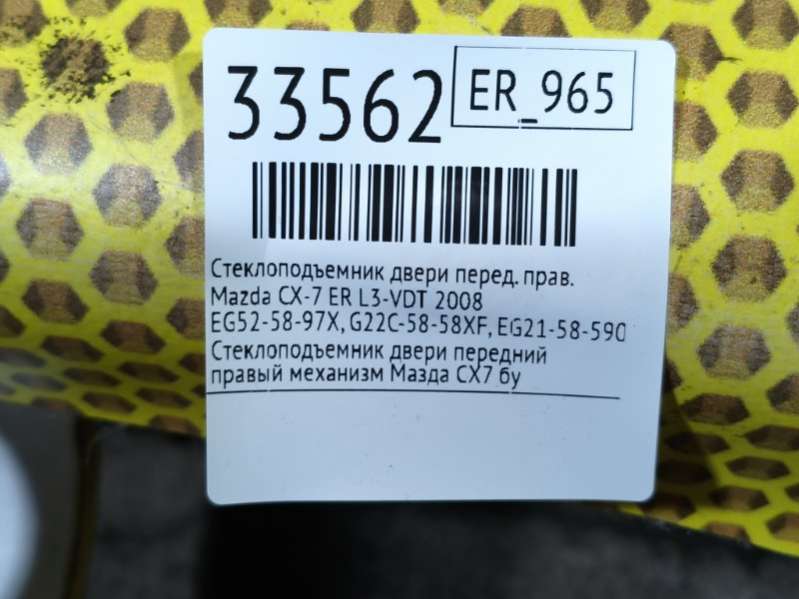 33562
ER_965
Стеклоподъемник двери перед. прав.
Mazda CX-7 ER L3-VDT 2008
EG52-58-97X, G22C-58-58XF, EG21-58-590
Стеклоподъемник двери передний
правый механизм Мазда СХ7 бу